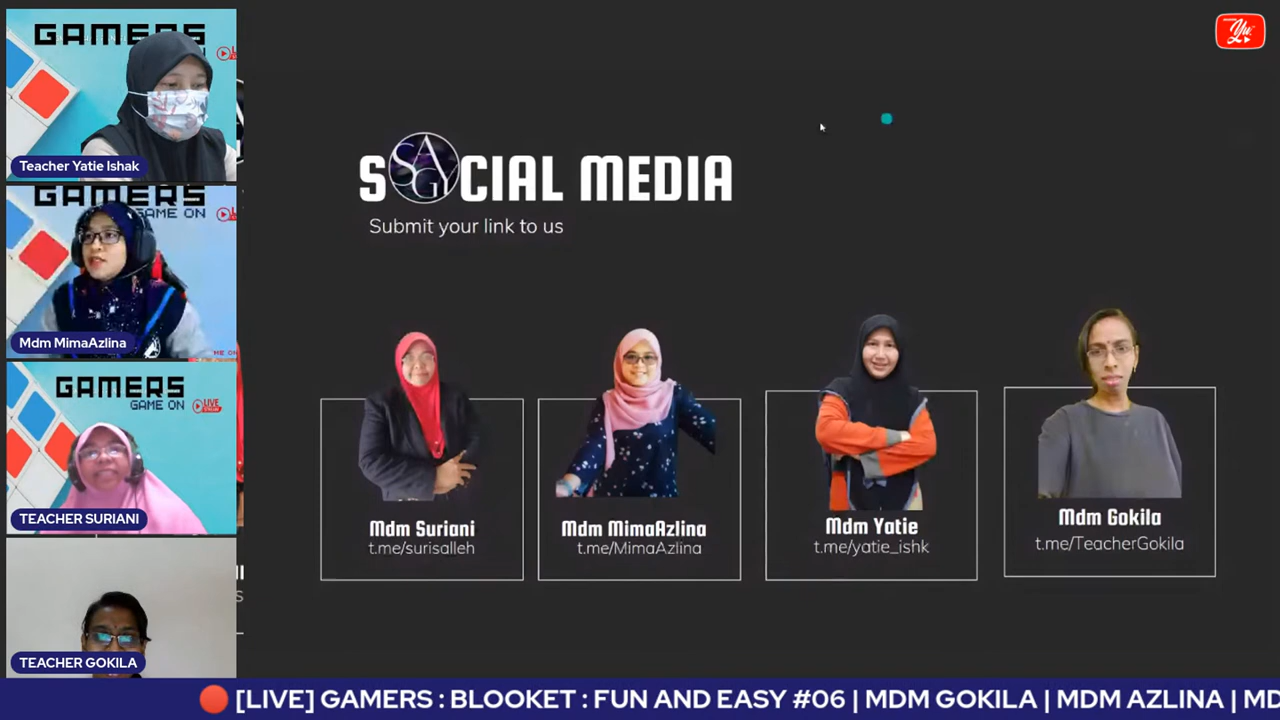 GAMERS
Teacher Yatie Ishak
GAMERS
GAME ON
Mdm MimaAzlina
GAMERS
GAME ON
LIVE
TEACHER SURIANI
TEACHER GOKILA
SOCIAL MEDIA
Submit your link to us
Mdm Suriani
t.me/surisalleh
Mdm MimaAzlina
t.me/MimaAzlina
Mdm Yatie
t.me/yatie_ishk
Mdm Gokila
t.me/TeacherGokila
[LIVE] GAMERS : BLOOKET : FUN AND EASY #06 | MDM GOKILA | MDM AZLINA | MD